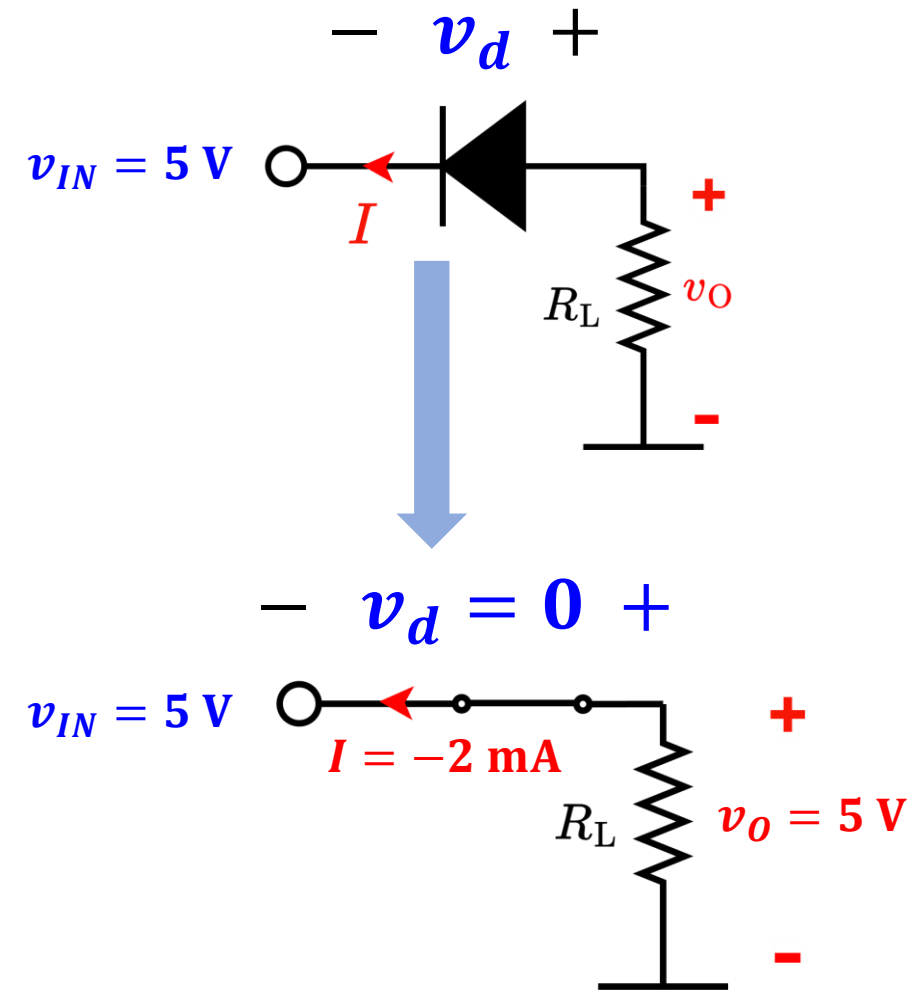 − v_d +
v_IN = 5 V
I
+
R_L
v_O
-
− v_d = 0 +
v_IN = 5 V
I = −2 mA
+
R_L
v_O = 5 V
-